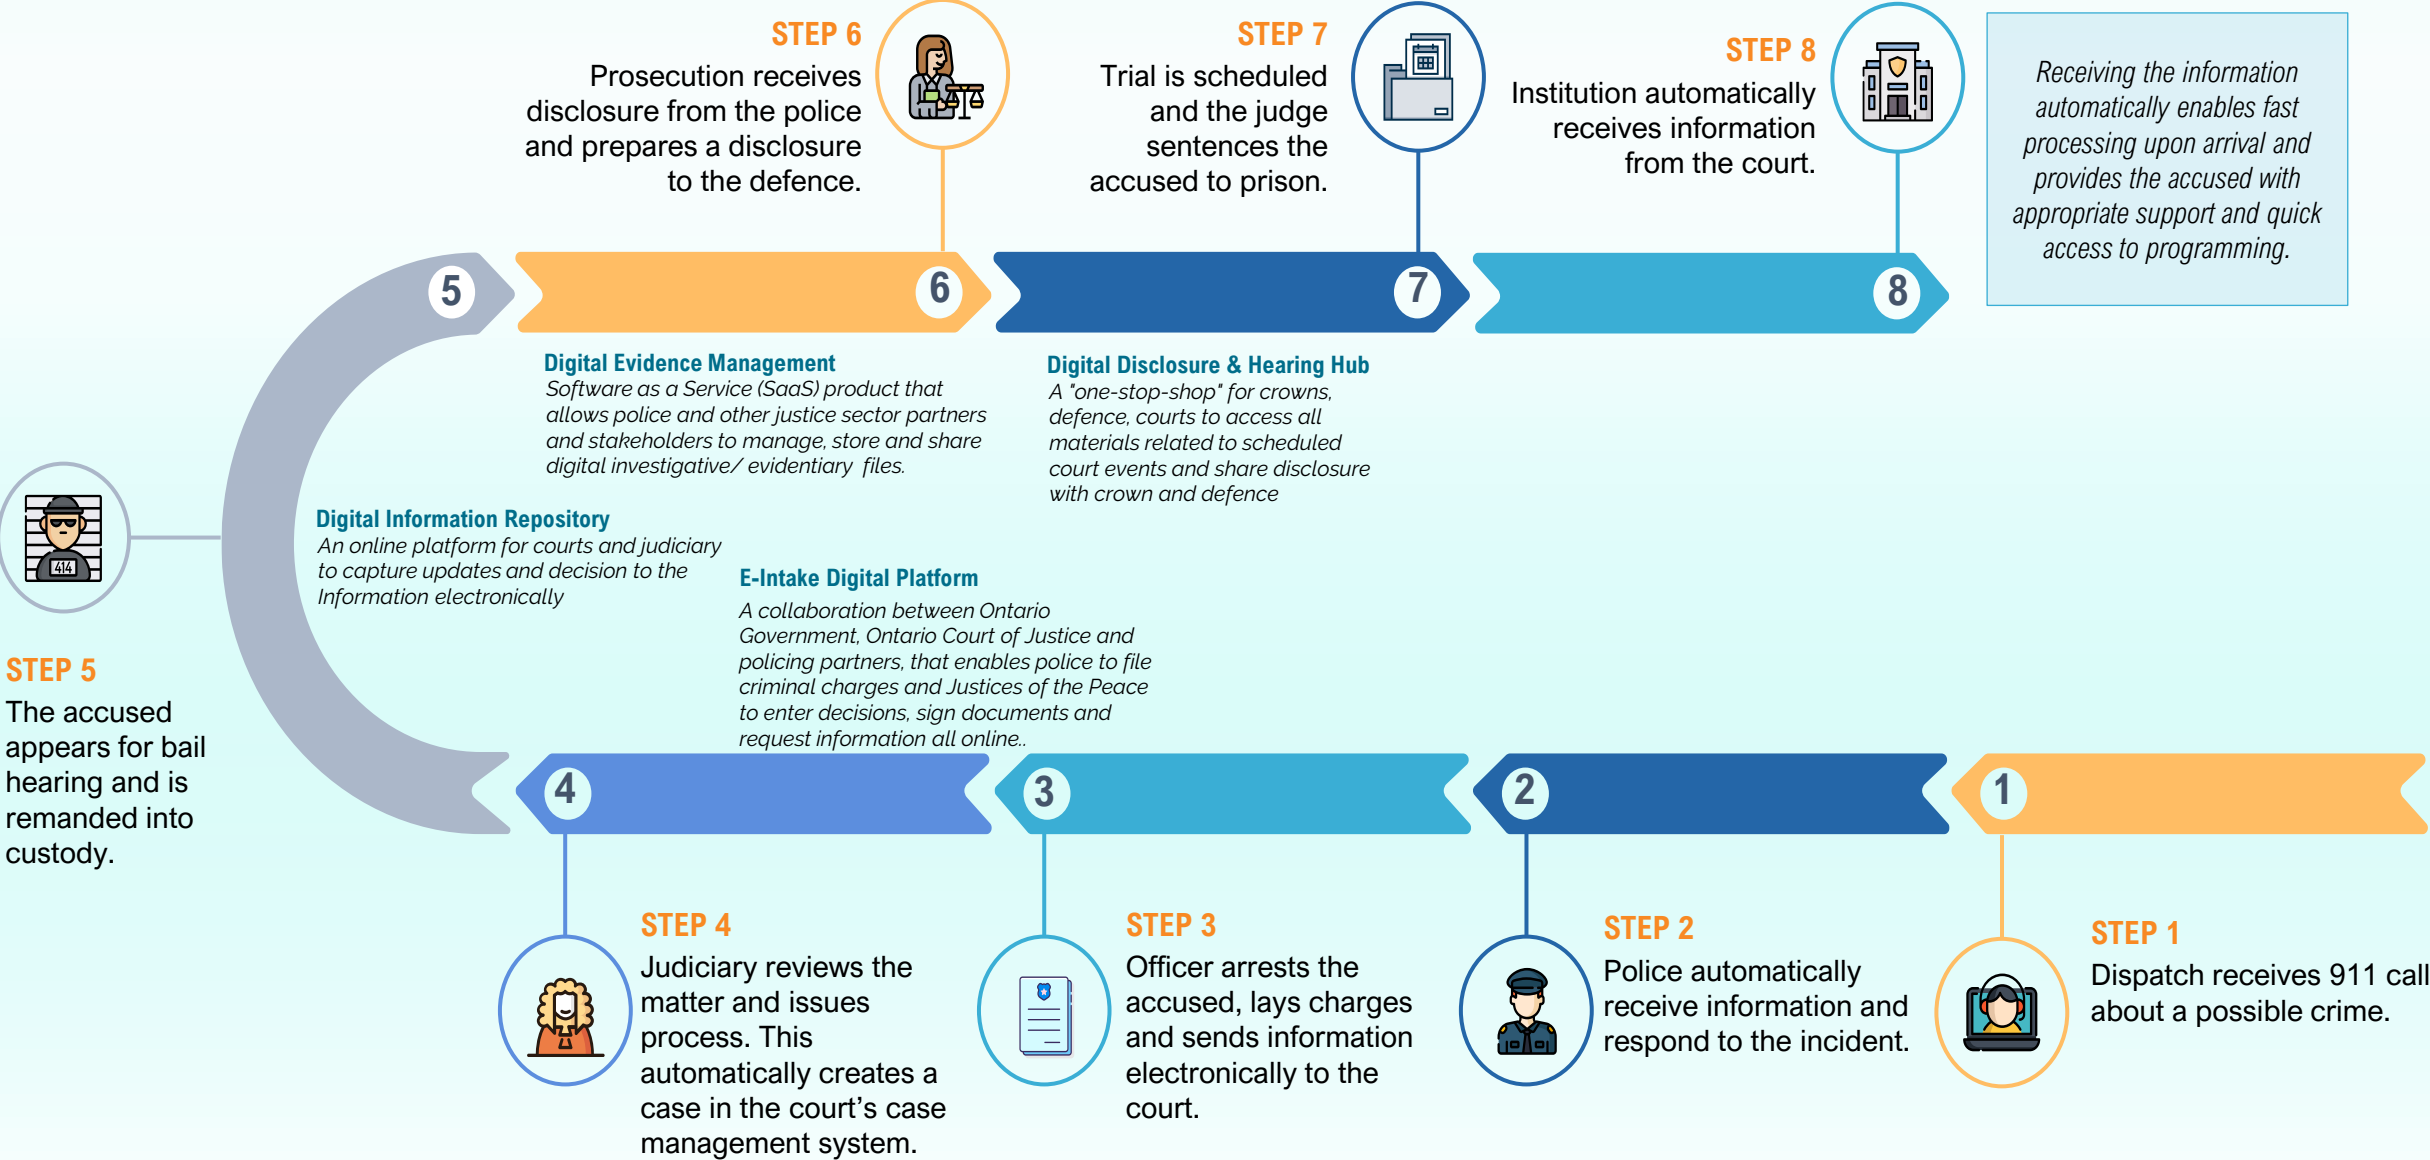 STEP 6
Prosecution receives
disclosure from the police
and prepares a disclosure
to the defence.
STEP 7
Trial is scheduled
and the judge
sentences the
accused to prison.
STEP 8
Institution automatically
receives information
from the court.
Receiving the information
automatically enables fast
processing upon arrival and
provides the accused with
appropriate support and quick
access to programming.
5
6
7
8
Digital Evidence Management
Software as a Service (SaaS) product that
allows police and other justice sector partners
and stakeholders to manage, store and share
digital investigative/ evidentiary files.
Digital Disclosure & Hearing Hub
A "one-stop-shop" for crowns,
defence, courts to access all
materials related to scheduled
court events and share disclosure
with crown and defence
Digital Information Repository
An online platform for courts and judiciary
to capture updates and decision to the
Information electronically
E-Intake Digital Platform
A collaboration between Ontario
Government, Ontario Court of Justice and
policing partners, that enables police to file
criminal charges and Justices of the Peace
to enter decisions, sign documents and
request information all online..
414
STEP 5
The accused
appears for bail
hearing and is
remanded into
custody.
4
3
2
1
STEP 4
Judiciary reviews the
matter and issues
process. This
automatically creates a
case in the court’s case
management system.
STEP 3
Officer arrests the
accused, lays charges
and sends information
electronically to the
court.
STEP 2
Police automatically
receive information and
respond to the incident.
STEP 1
Dispatch receives 911 call
about a possible crime.